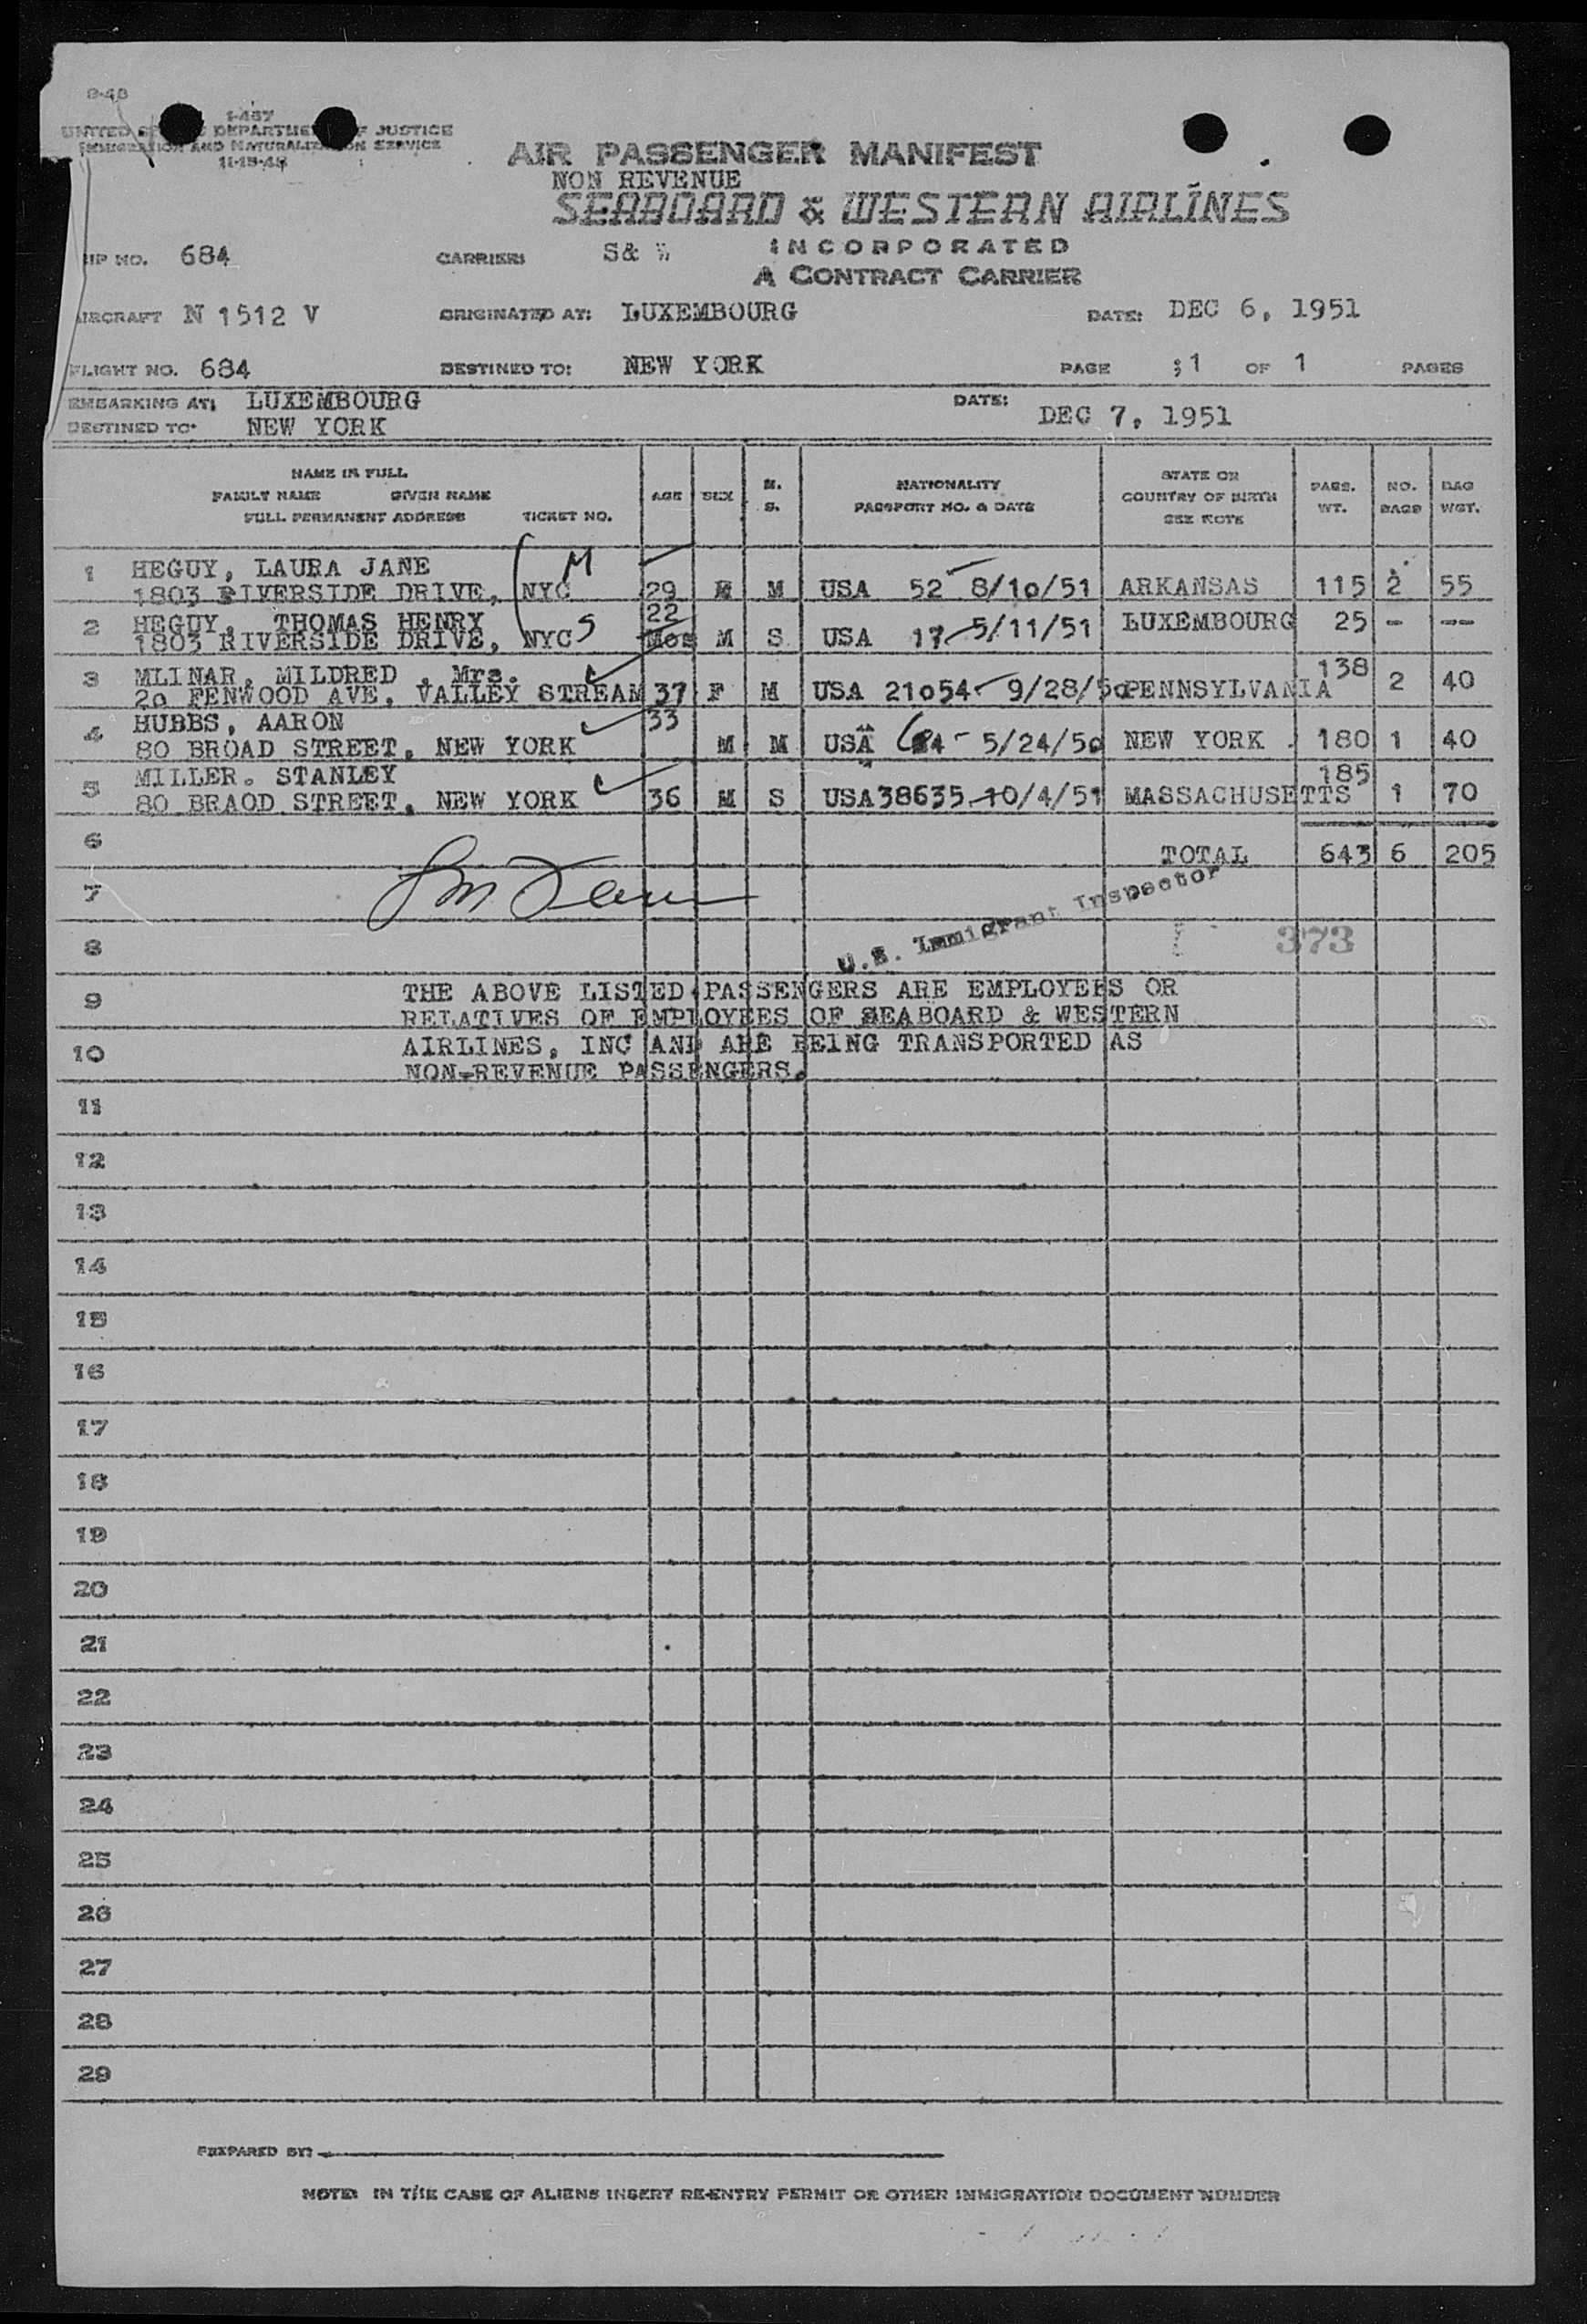 8-48
I-467
UNITED DEPARTMENT OF JUSTICE
IMMIGRATION AND NATURALIZATION SERVICE
11-15-48
AIR PASSENGER MANIFEST
NON REVENUE
SEABOARD & WESTERN AIRLINES
INCORPORATED
A CONTRACT CARRIER
IP NO. 684 CARRIER: S& W
AIRCRAFT N 1512 V ORIGINATED AT: LUXEMBOURG DATE: DEC 6, 1951
FLIGHT NO. 684 DESTINED TO: NEW YORK PAGE ;1 OF 1 PAGES
EMBARKING AT: LUXEMBOURG DATE: DEC 7, 1951
DESTINED TO: NEW YORK
NAME IN FULL
FAMILY NAME GIVEN NAME
FULL PERMANENT ADDRESS TICKET NO. AGE SEX M. S. NATIONALITY PASSPORT NO. & DATE STATE OR COUNTRY OF BIRTH SEE NOTE PASS. WT. NO. BAGS BAG WGT.
1 HEGUY, LAURA JANE M
1803 RIVERSIDE DRIVE, NYC 29 M USA 52 8/10/51 ARKANSAS 115 2 55
2 HEGUY, THOMAS HENRY 22
1803 RIVERSIDE DRIVE, NYC S Mos M S USA 17 5/11/51 LUXEMBOURG 25 - ---
3 MLINAR, MILDRED , Mrs. 138
20 FENWOOD AVE, VALLEY STREAM 37 F M USA 21054 9/28/50 PENNSYLVANIA 2 40
4 HUBBS, AARON 33
80 BROAD STREET, NEW YORK M M USA 5/24/50 NEW YORK 180 1 40
5 MILLER. STANLEY 185
80 BRAOD STREET, NEW YORK 36 M S USA38635 10/4/51 MASSACHUSETTS 1 70
6 TOTAL 643 6 205
7
U.S. Immigrant Inspector
8 373
9 THE ABOVE LISTED PASSENGERS ARE EMPLOYEES OR
RELATIVES OF EMPLOYEES OF SEABOARD & WESTERN
10 AIRLINES, INC AND ARE BEING TRANSPORTED AS
NON-REVENUE PASSENGERS.
11
12
13
14
15
16
17
18
19
20
21
22
23
24
25
26
27
28
29
PREPARED BY:
NOTE: IN THE CASE OF ALIENS INSERT RE-ENTRY PERMIT OR OTHER IMMIGRATION DOCUMENT NUMBER